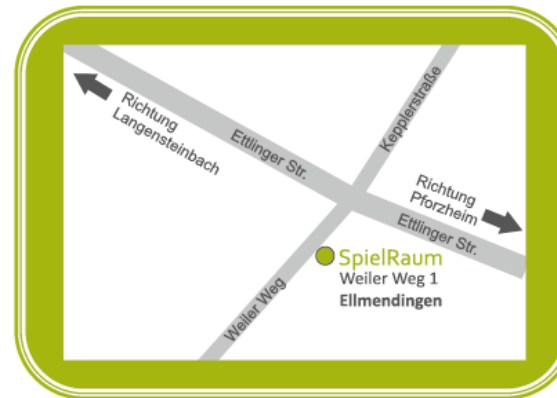 Richtung
Langensteinbach
Ettlinger Str.
Kepplerstraße
Richtung
Pforzheim
Ettlinger Str.
SpielRaum
Weiler Weg 1
Ellmendingen
Weiler Weg